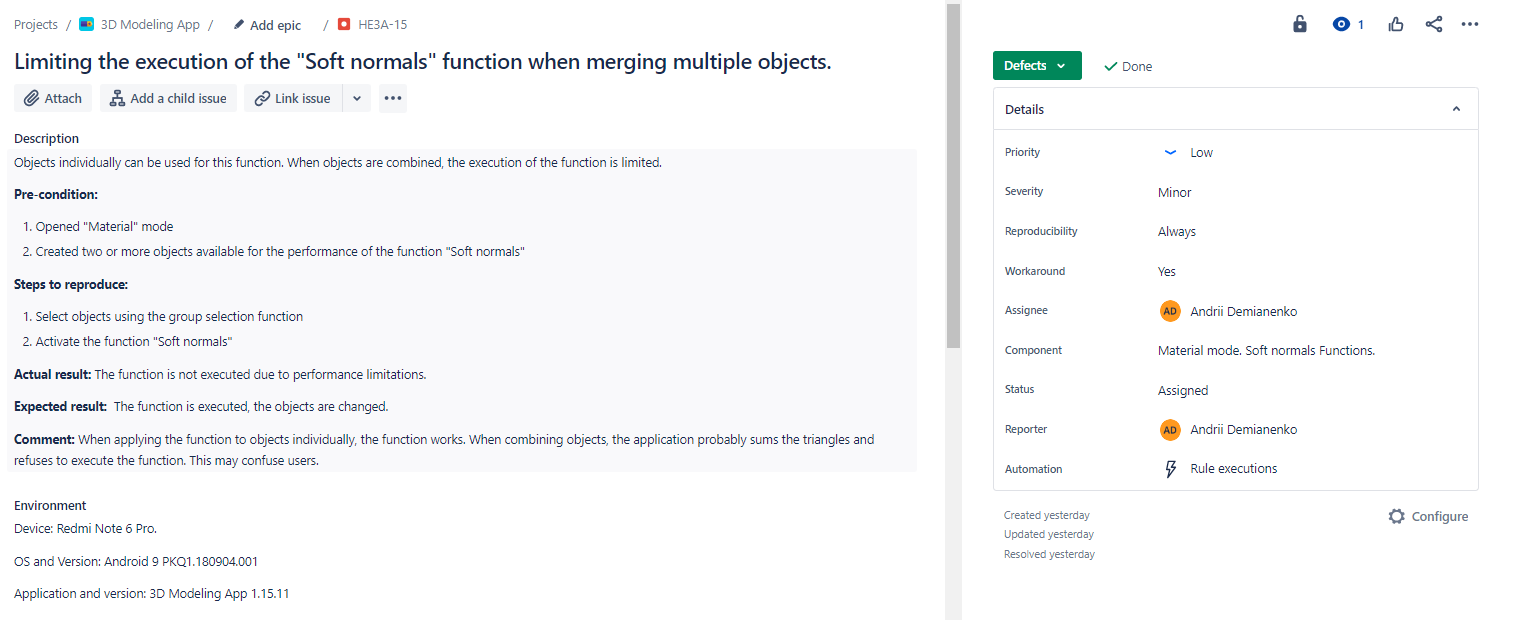 Projects / 3D Modeling App / Add epic / HE3A-15
1
Limiting the execution of the "Soft normals" function when merging multiple objects.
Attach Add a child issue Link issue
Description
Objects individually can be used for this function. When objects are combined, the execution of the function is limited.
Pre-condition:
1. Opened "Material" mode
2. Created two or more objects available for the performance of the function "Soft normals"
Steps to reproduce:
1. Select objects using the group selection function
2. Activate the function "Soft normals"
Actual result: The function is not executed due to performance limitations.
Expected result: The function is executed, the objects are changed.
Comment: When applying the function to objects individually, the function works. When combining objects, the application probably sums the triangles and
refuses to execute the function. This may confuse users.
Environment
Device: Redmi Note 6 Pro.
OS and Version: Android 9 PKQ1.180904.001
Application and version: 3D Modeling App 1.15.11
Defects Done
Details
Priority Low
Severity Minor
Reproducibility Always
Workaround Yes
Assignee AD Andrii Demianenko
Component Material mode. Soft normals Functions.
Status Assigned
Reporter AD Andrii Demianenko
Automation Rule executions
Created yesterday
Configure
Updated yesterday
Resolved yesterday